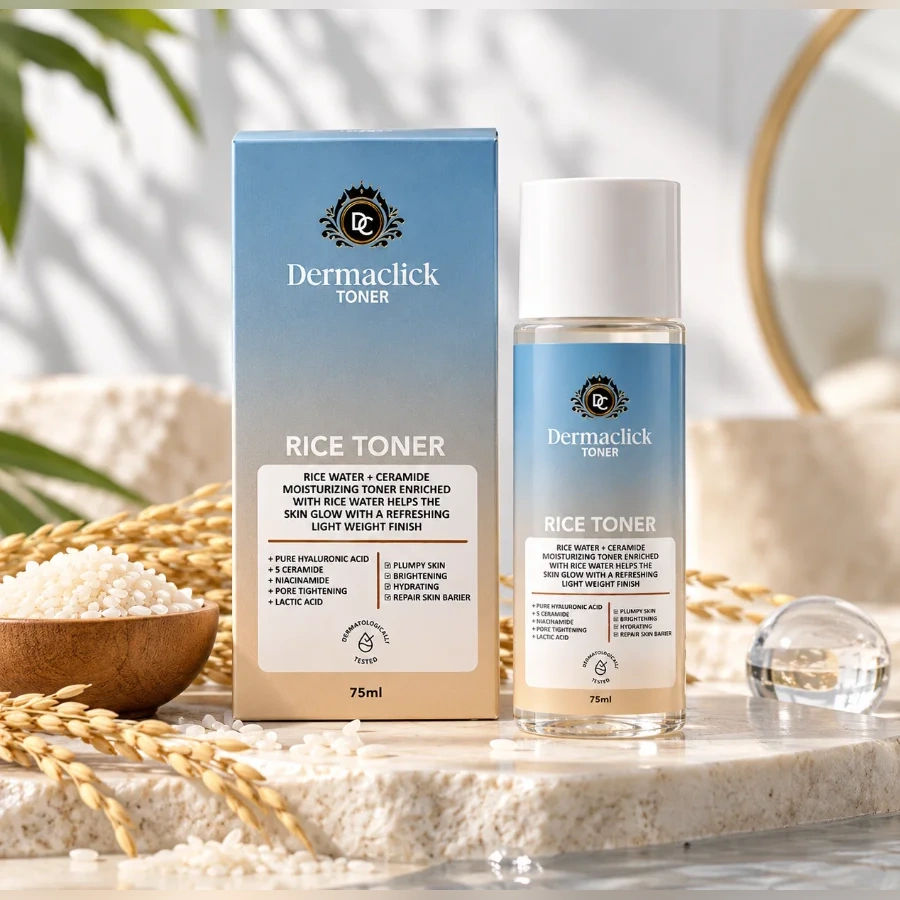 DC
Dermaclick
TONER
RICE TONER
RICE WATER + CERAMIDE
MOISTURIZING TONER ENRICHED
WITH RICE WATER HELPS THE
SKIN GLOW WITH A REFRESHING
LIGHT WEIGHT FINISH
+ PURE HYALURONIC ACID
+ 5 CERAMIDE
+ NIACINAMIDE
+ PORE TIGHTENING
+ LACTIC ACID
☑ PLUMPY SKIN
☑ BRIGHTENING
☑ HYDRATING
☑ REPAIR SKIN BARIER
DERMATOLOGICALLY
TESTED
75ml
DC
Dermaclick
TONER
RICE TONER
RICE WATER + CERAMIDE
MOISTURIZING TONER ENRICHED
WITH RICE WATER HELPS THE
SKIN GLOW WITH A REFRESHING
LIGHT WEIGHT FINISH
+ PURE HYALURONIC ACID
+ 5 CERAMIDE
+ NIACINAMIDE
+ PORE TIGHTENING
+ LACTIC ACID
☑ PLUMPY SKIN
☑ BRIGHTENING
☑ HYDRATING
☑ REPAIR SKIN BARIER
DERMATOLOGICALLY
TESTED
75ml